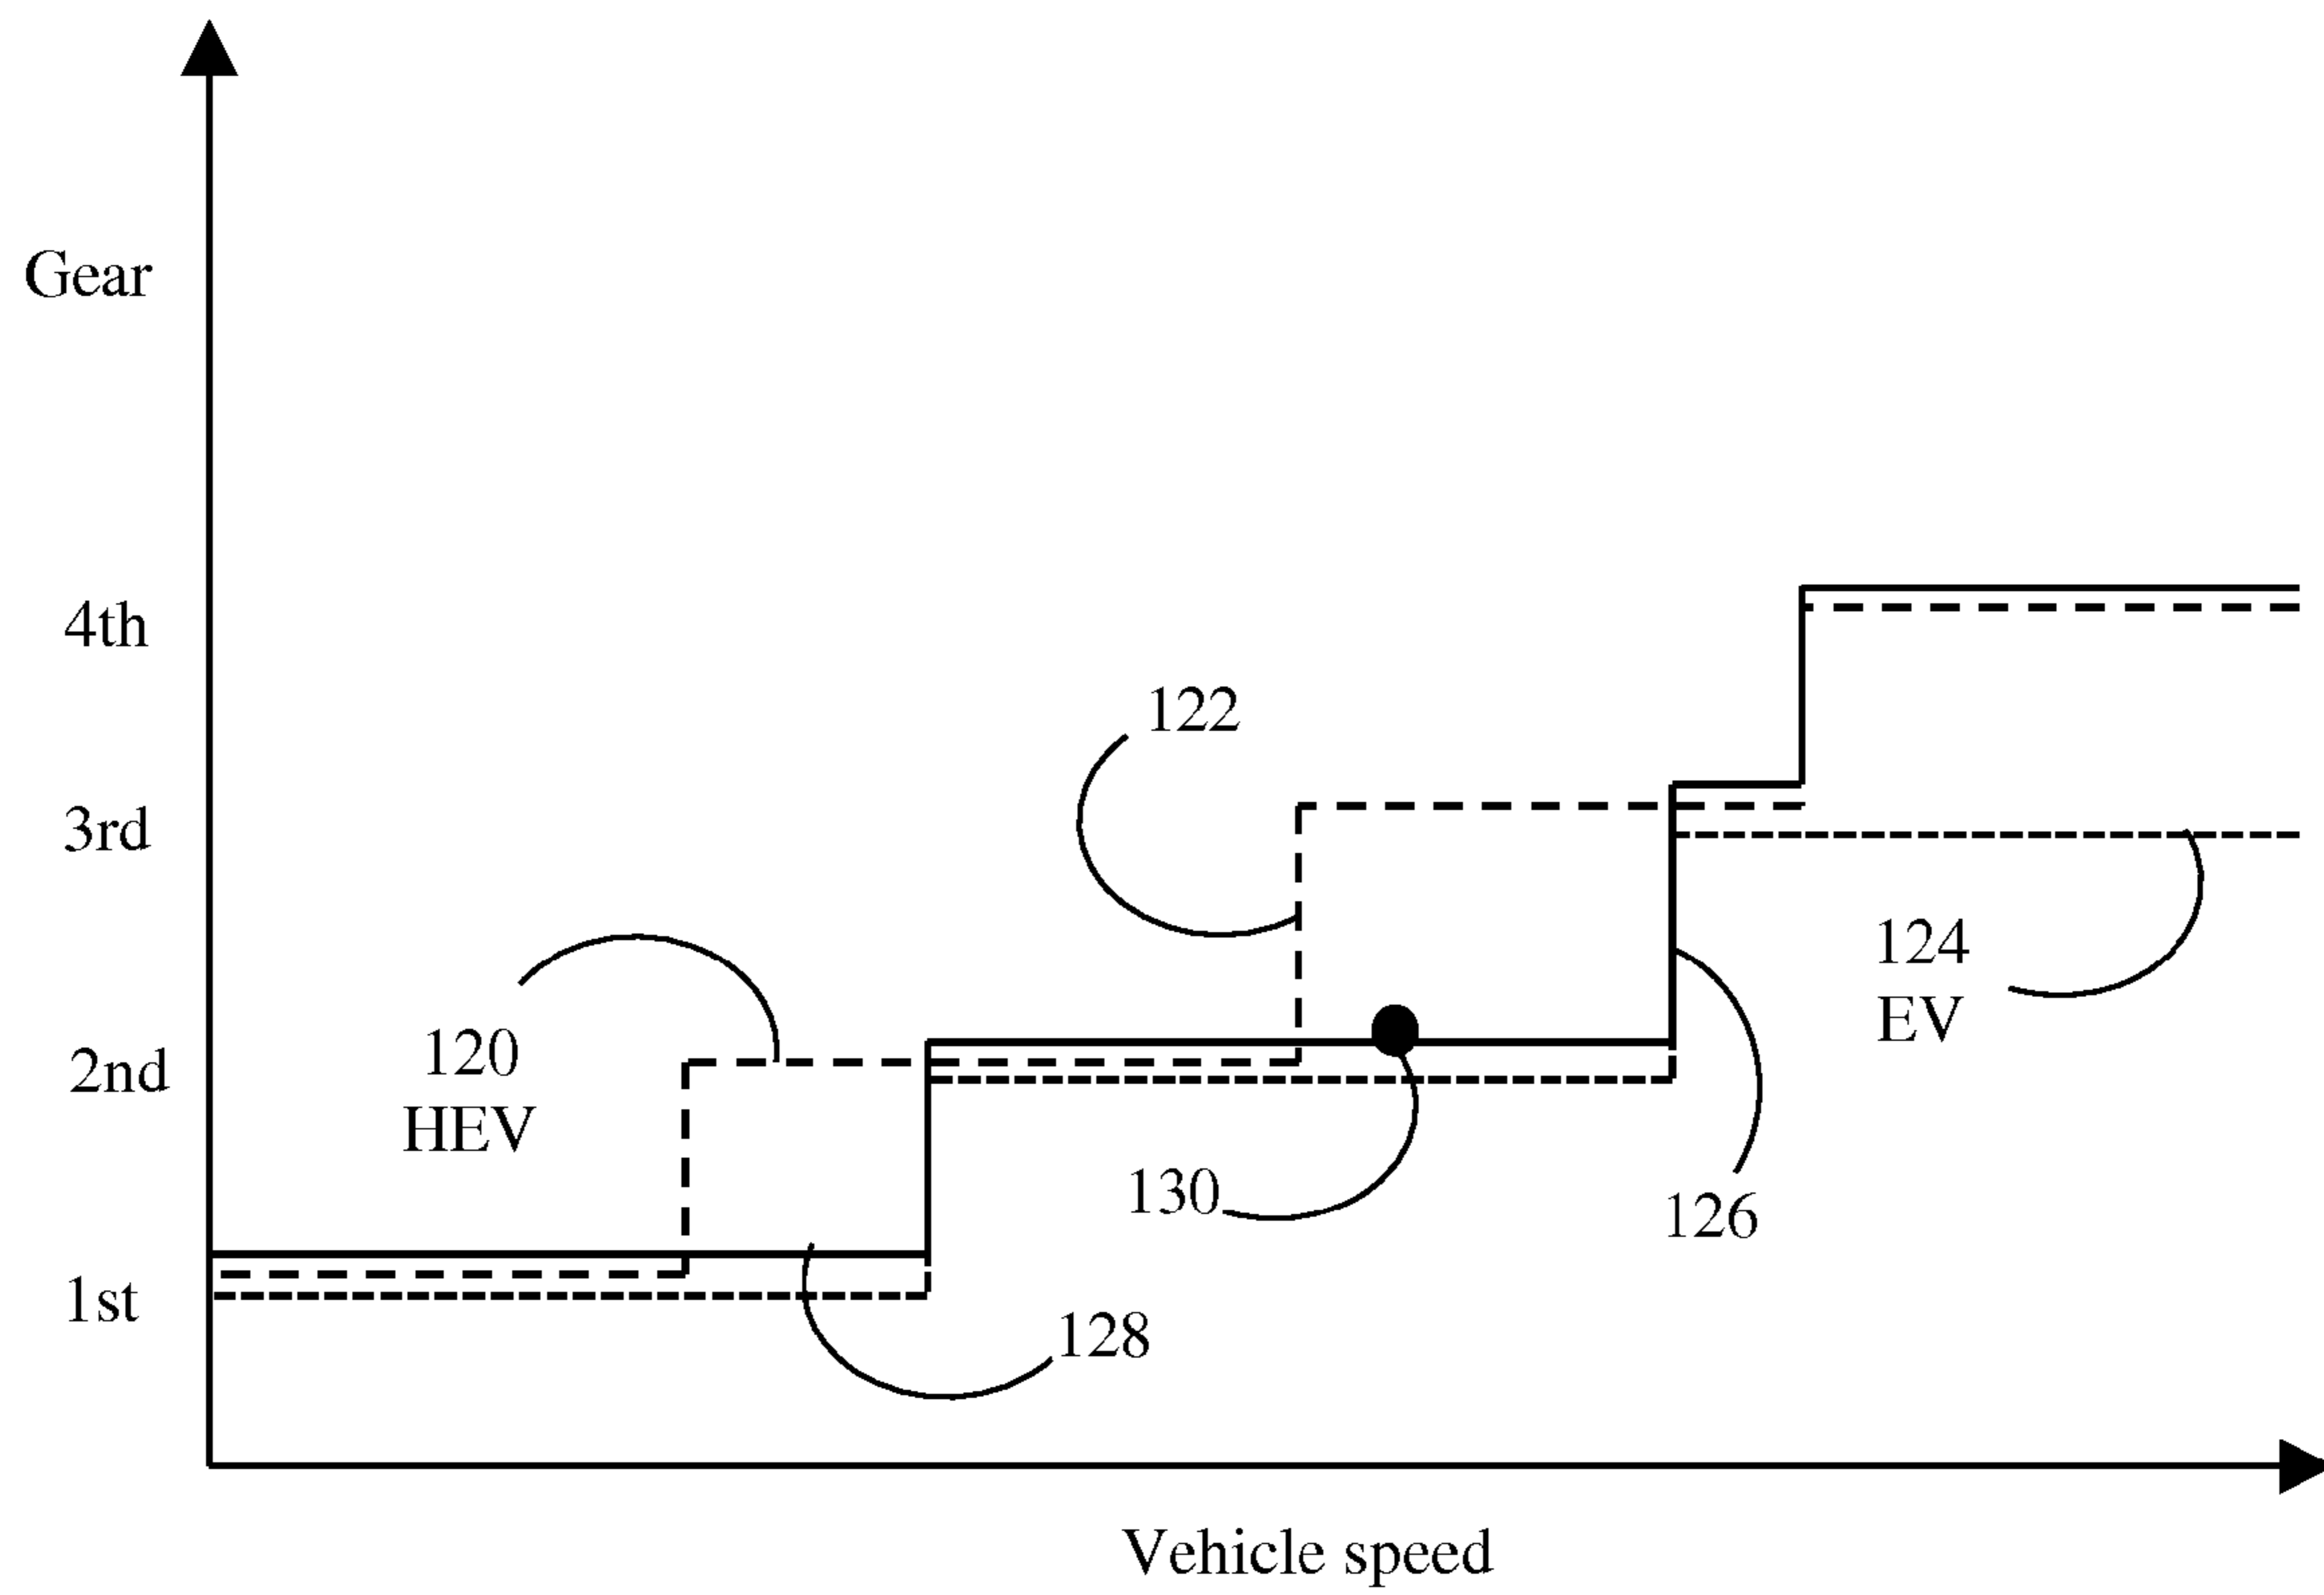 Gear
4th
122
3rd
124
EV
120
HEV
2nd
130
126
1st
128
Vehicle speed